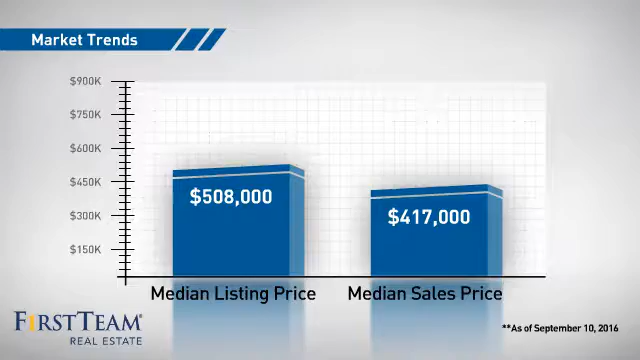 Market Trends
$900K
$750K
$600K
$450K
$300K
$150K
$508,000
$417,000
Median Listing Price
Median Sales Price
FIRSTTEAM®
REAL ESTATE
**As of September 10, 2016